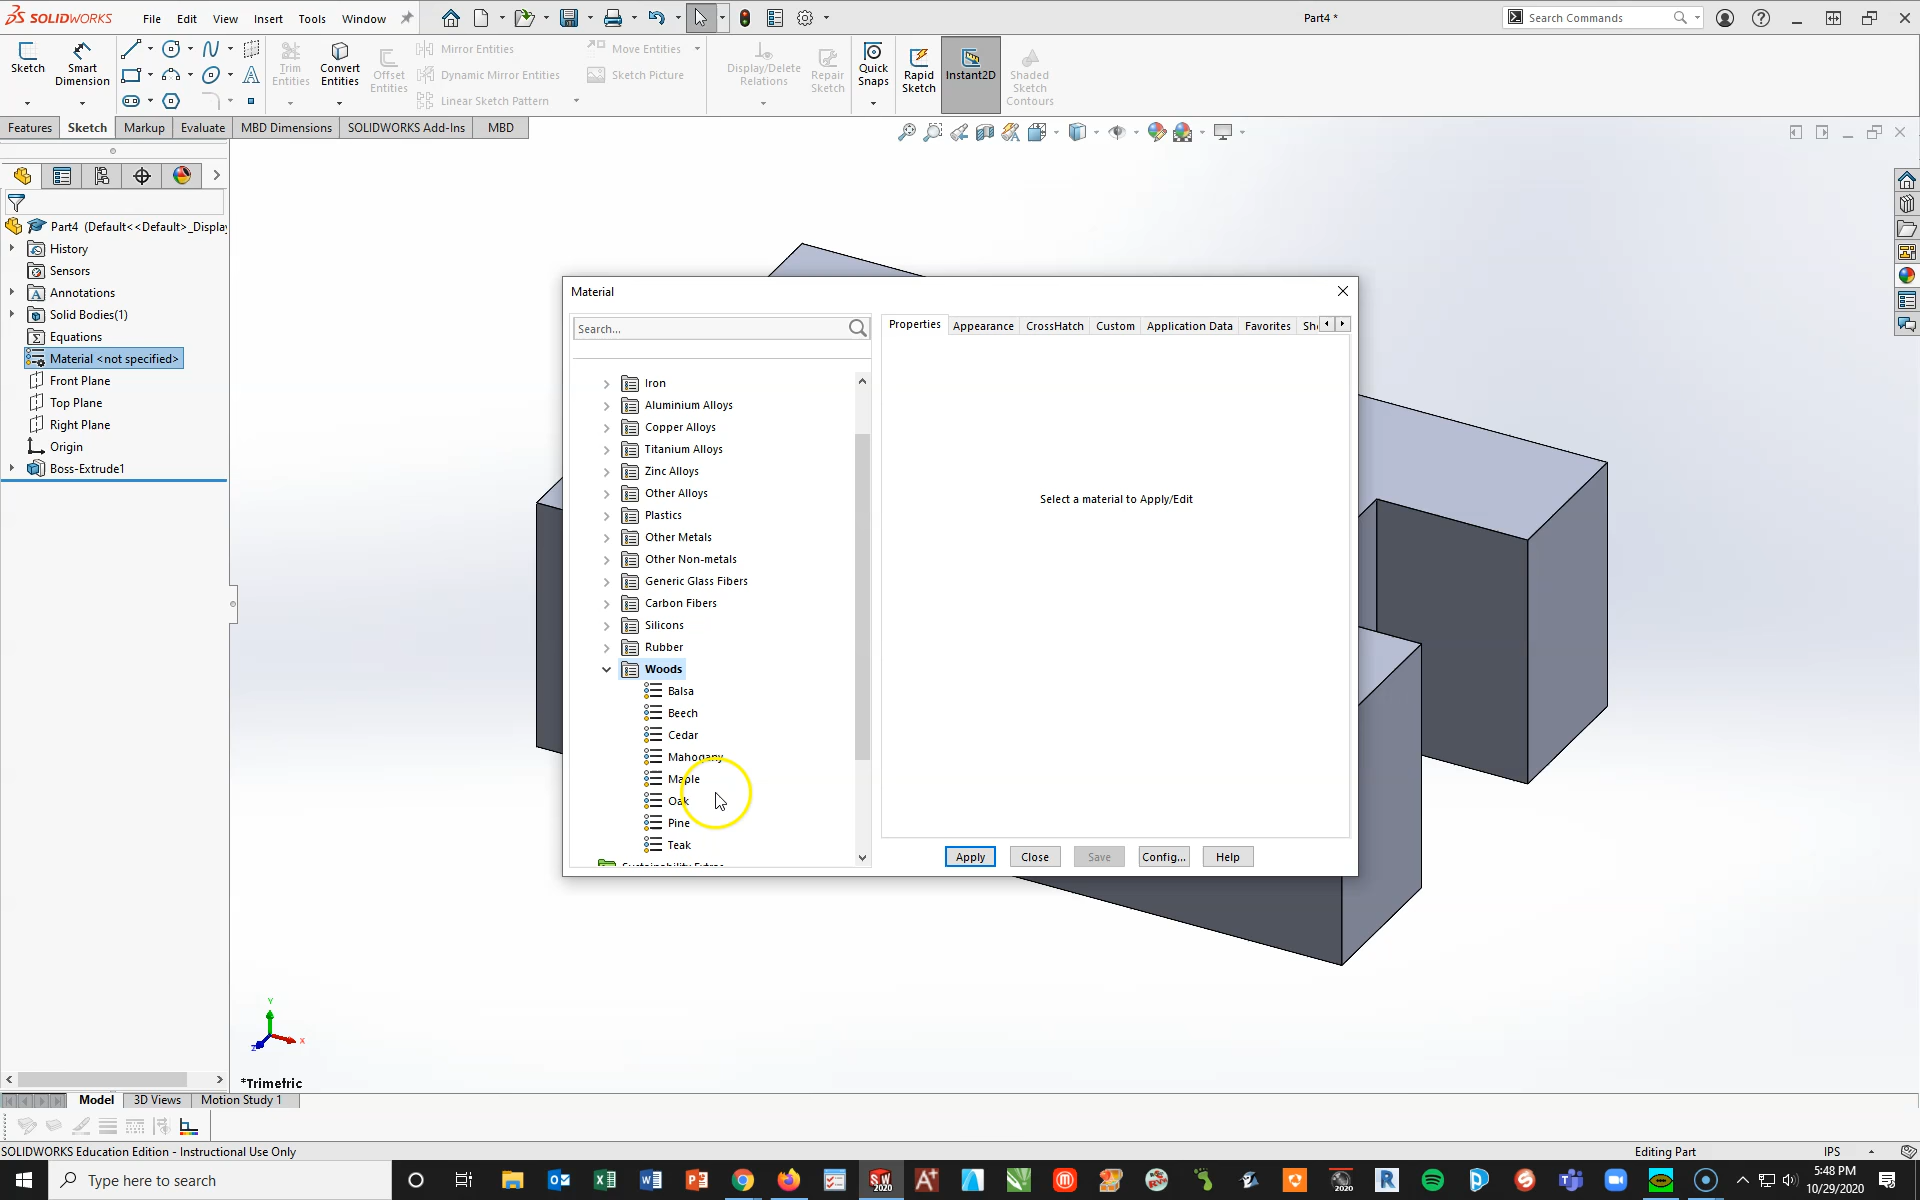 SOLIDWORKS File Edit View Insert Tools Window Part4 * Search Commands
Sketch Smart Dimension Trim Entities Convert Entities Offset Entities Mirror Entities Dynamic Mirror Entities Linear Sketch Pattern Move Entities Sketch Picture Display/Delete Relations Repair Sketch Quick Snaps Rapid Sketch Instant2D Shaded Sketch Contours
Features Sketch Markup Evaluate MBD Dimensions SOLIDWORKS Add-Ins MBD
Part4 (Default<<Default>_Displa
History
Sensors
Annotations
Solid Bodies(1)
Equations
Material <not specified>
Front Plane
Top Plane
Right Plane
Origin
Boss-Extrude1
Material
Search...
Properties Appearance CrossHatch Custom Application Data Favorites Sh
Iron
Aluminium Alloys
Copper Alloys
Titanium Alloys
Zinc Alloys
Other Alloys
Plastics
Other Metals
Other Non-metals
Generic Glass Fibers
Carbon Fibers
Silicons
Rubber
Woods
Balsa
Beech
Cedar
Mahogany
Maple
Oak
Pine
Teak
Sustainability Extras
Select a material to Apply/Edit
Apply Close Save Config... Help
Y
X
Z
*Trimetric
Model 3D Views Motion Study 1
SOLIDWORKS Education Edition - Instructional Use Only Editing Part IPS
Type here to search
5:48 PM
10/29/2020